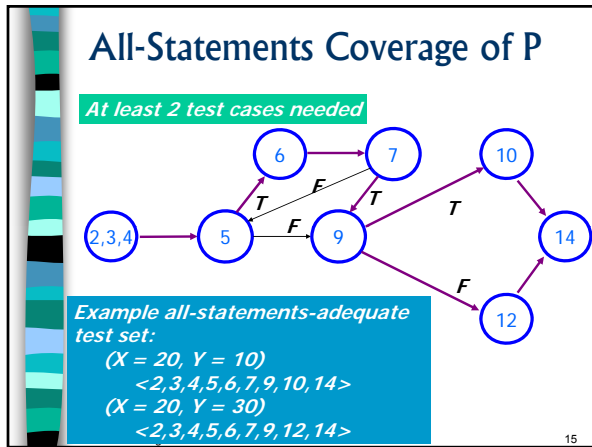 All-Statements Coverage of P
At least 2 test cases needed
6
7
10
F
T
T
T
2,3,4
5
F
9
14
F
12
Example all-statements-adequate
test set:
(X = 20, Y = 10)
<2,3,4,5,6,7,9,10,14>
(X = 20, Y = 30)
<2,3,4,5,6,7,9,12,14>
15